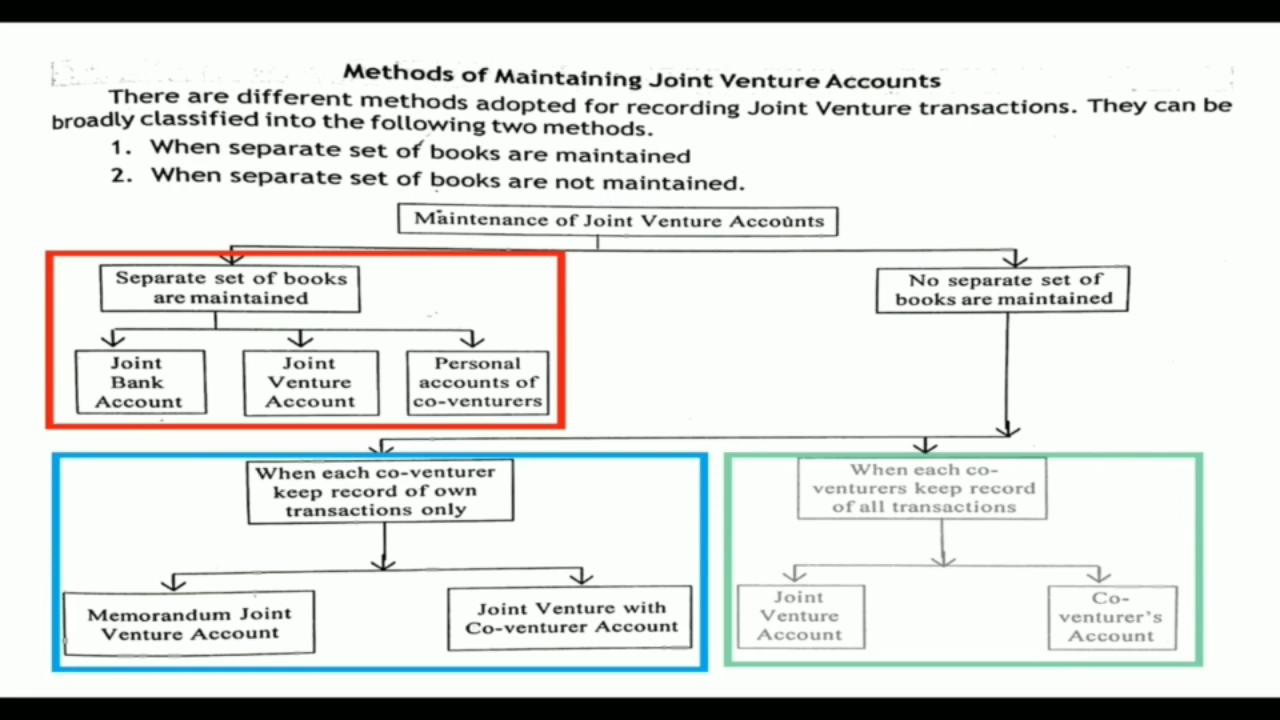 Methods of Maintaining Joint Venture Accounts
There are different methods adopted for recording Joint Venture transactions. They can be
broadly classified into the following two methods.
1. When separate set of books are maintained
2. When separate set of books are not maintained.
Maintenance of Joint Venture Accounts
Separate set of books
are maintained
No separate set of
books are maintained
Joint
Bank
Account
Joint
Venture
Account
Personal
accounts of
co-venturers
When each co-venturer
keep record of own
transactions only
When each co-
venturers keep record
of all transactions
Memorandum Joint
Venture Account
Joint Venture with
Co-venturer Account
Joint
Venture
Account
Co-
venturer's
Account